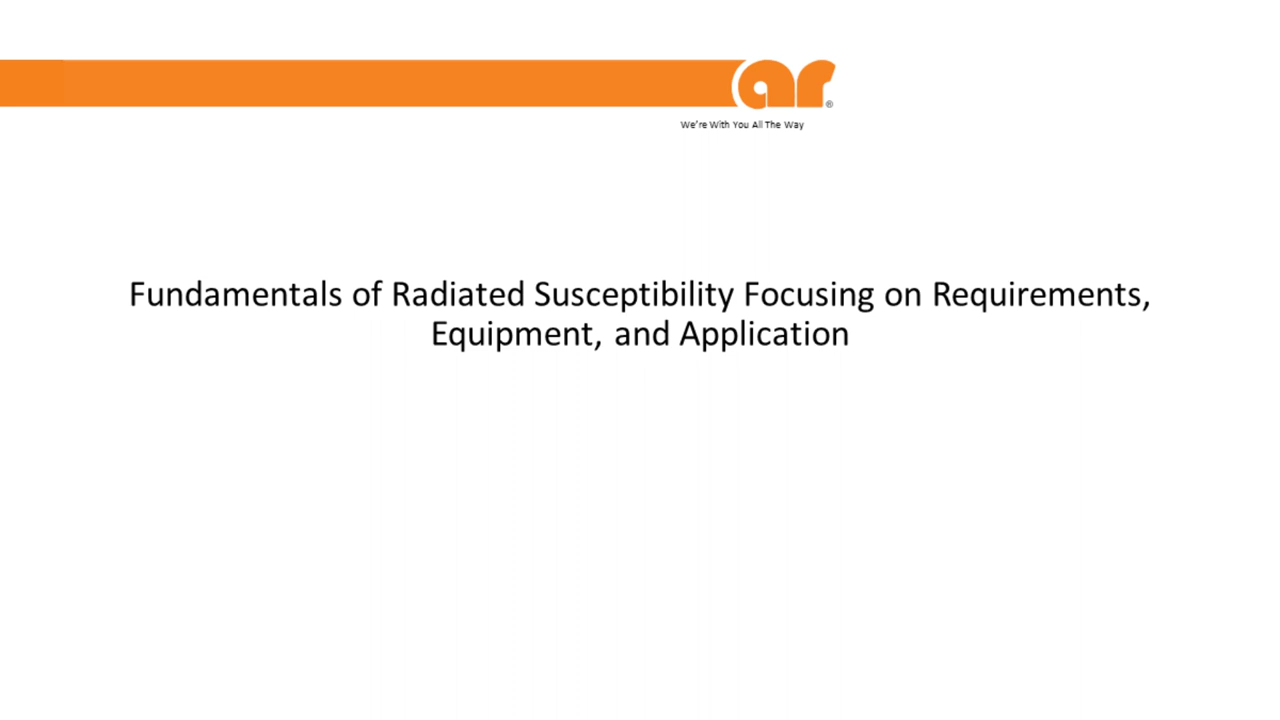 ar®
We're With You All The Way
Fundamentals of Radiated Susceptibility Focusing on Requirements,
Equipment, and Application